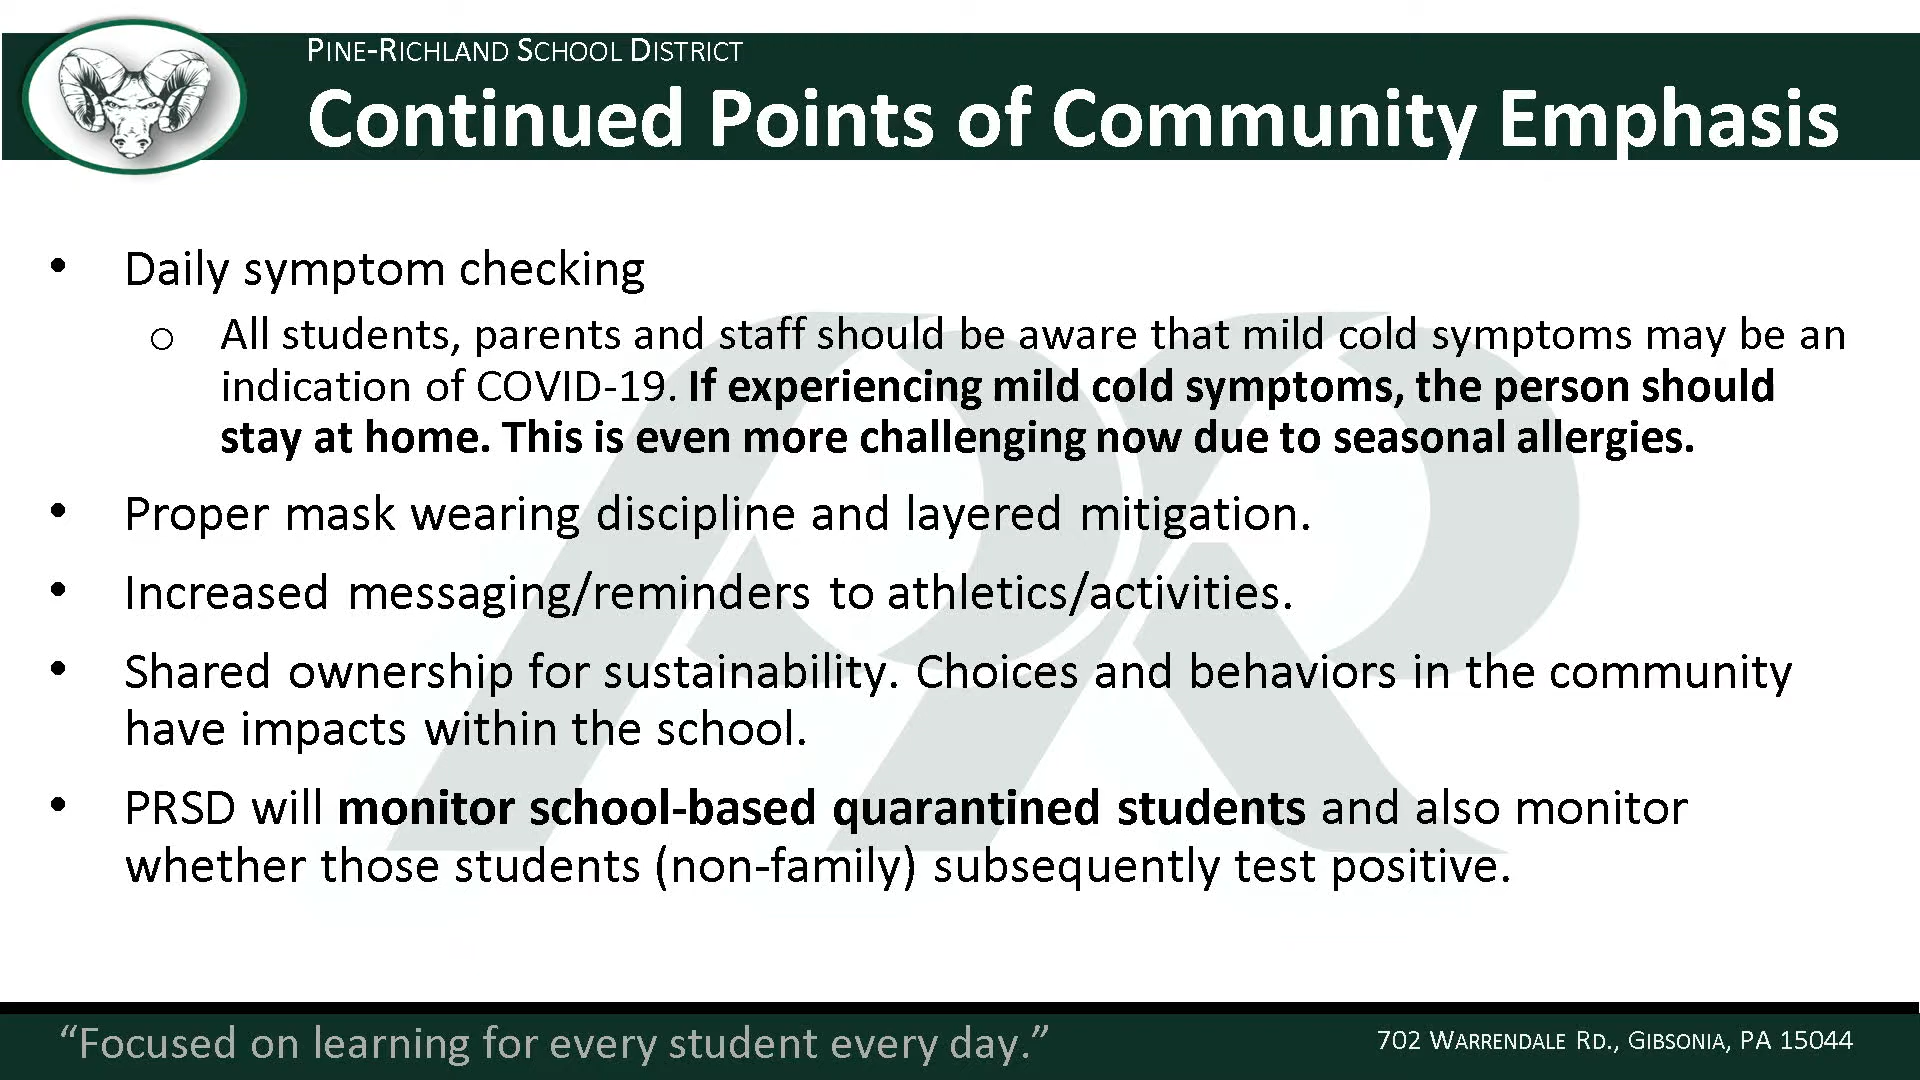 PINE-RICHLAND SCHOOL DISTRICT
Continued Points of Community Emphasis
• Daily symptom checking
o All students, parents and staff should be aware that mild cold symptoms may be an
indication of COVID-19. If experiencing mild cold symptoms, the person should
stay at home. This is even more challenging now due to seasonal allergies.
• Proper mask wearing discipline and layered mitigation.
• Increased messaging/reminders to athletics/activities.
• Shared ownership for sustainability. Choices and behaviors in the community
have impacts within the school.
• PRSD will monitor school-based quarantined students and also monitor
whether those students (non-family) subsequently test positive.
“Focused on learning for every student every day.”
702 WARRENDALE RD., GIBSONIA, PA 15044